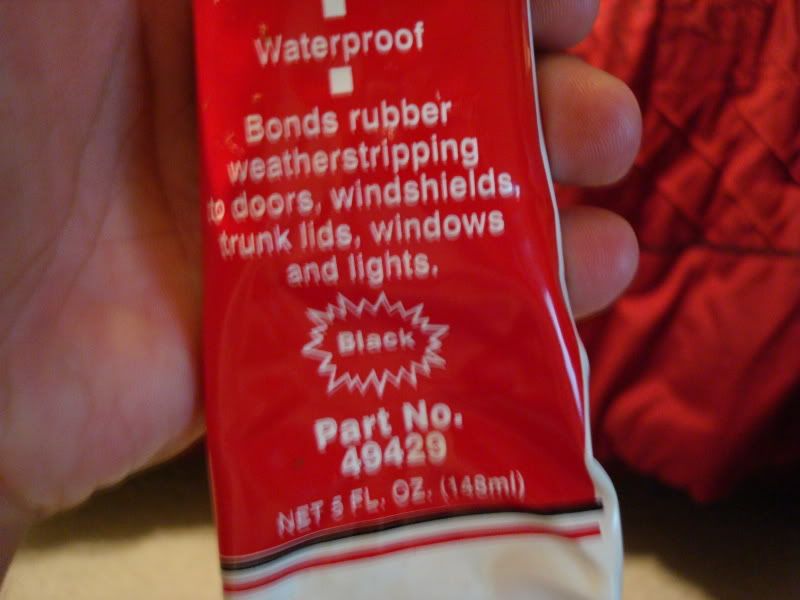 Waterproof
Bonds rubber
weatherstripping
to doors, windshields,
trunk lids, windows
and lights.
Black
Part No.
49429
NET 5 FL. OZ. (148ml)